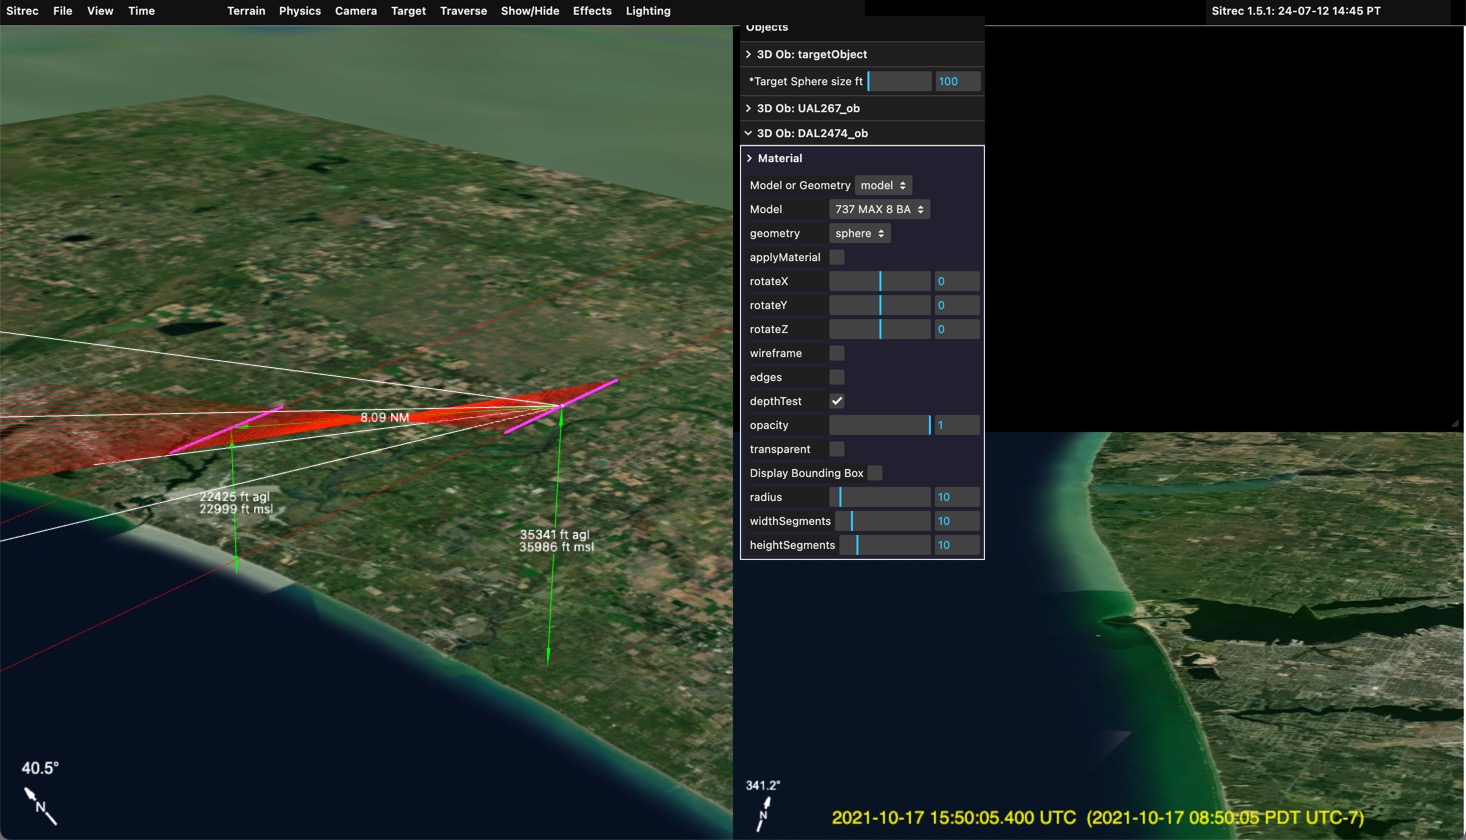 Sitrec File View Time Terrain Physics Camera Target Traverse Show/Hide Effects Lighting
Sitrec 1.5.1: 24-07-12 14:45 PT
Objects
3D Ob: targetObject
*Target Sphere size ft 100
3D Ob: UAL267_ob
3D Ob: DAL2474_ob
Material
Model or Geometry model
Model 737 MAX 8 BA
geometry sphere
applyMaterial
rotateX 0
rotateY 0
rotateZ 0
wireframe
edges
depthTest
opacity 1
transparent
Display Bounding Box
radius 10
widthSegments 10
heightSegments 10
8.09 NM
22425 ft agl
22999 ft msl
35341 ft agl
35986 ft msl
40.5°
N
341.2°
N
2021-10-17 15:50:05.400 UTC (2021-10-17 08:50:05 PDT UTC-7)